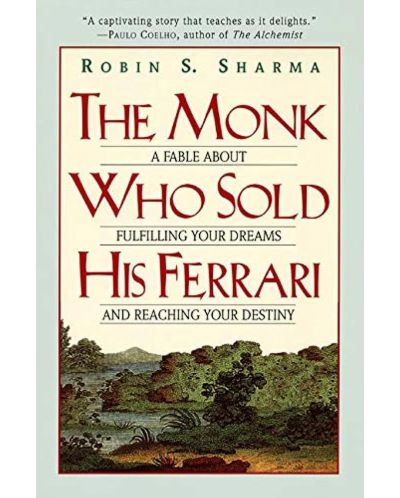 "A captivating story that teaches as it delights."
—PAULO COELHO, author of The Alchemist
ROBIN S. SHARMA
THE MONK
A FABLE ABOUT
WHO SOLD
FULFILLING YOUR DREAMS
HIS FERRARI
AND REACHING YOUR DESTINY